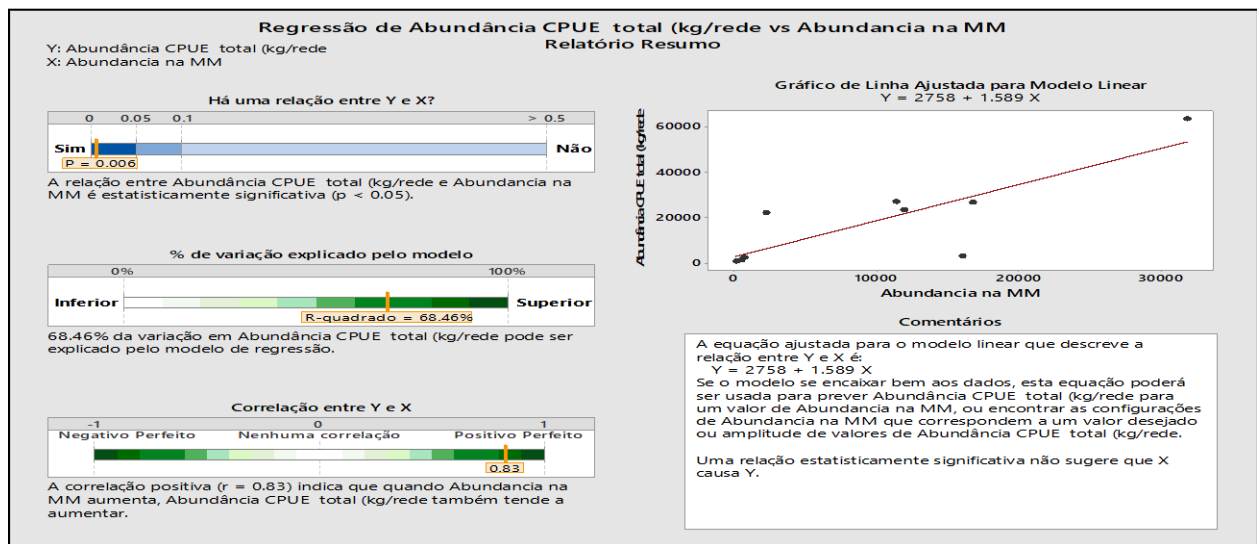 Regressão de Abundância CPUE  total (kg/rede vs Abundancia na MM
Relatório Resumo
Y: Abundância CPUE  total (kg/rede
X: Abundancia na MM
Há uma relação entre Y e X?
0 0.05 0.1 > 0.5
Sim Não
P = 0.006
A relação entre Abundância CPUE  total (kg/rede e Abundancia na
MM é estatisticamente significativa (p < 0.05).
% de variação explicado pelo modelo
0% 100%
Inferior Superior
R-quadrado = 68.46%
68.46% da variação em Abundância CPUE  total (kg/rede pode ser
explicado pelo modelo de regressão.
Correlação entre Y e X
-1 0 1
Negativo Perfeito Nenhuma correlação Positivo Perfeito
0.83
A correlação positiva (r = 0.83) indica que quando Abundancia na
MM aumenta, Abundância CPUE  total (kg/rede também tende a
aumentar.
Gráfico de Linha Ajustada para Modelo Linear
Y = 2758 + 1.589 X
Abundância CPUE total (kg/rede
60000
40000
20000
0
0 10000 20000 30000
Abundancia na MM
Comentários
A equação ajustada para o modelo linear que descreve a
relação entre Y e X é:
Y = 2758 + 1.589 X
Se o modelo se encaixar bem aos dados, esta equação poderá
ser usada para prever Abundância CPUE  total (kg/rede para
um valor de Abundancia na MM, ou encontrar as configurações
de Abundancia na MM que correspondem a um valor desejado
ou amplitude de valores de Abundância CPUE  total (kg/rede.
Uma relação estatisticamente significativa não sugere que X
causa Y.